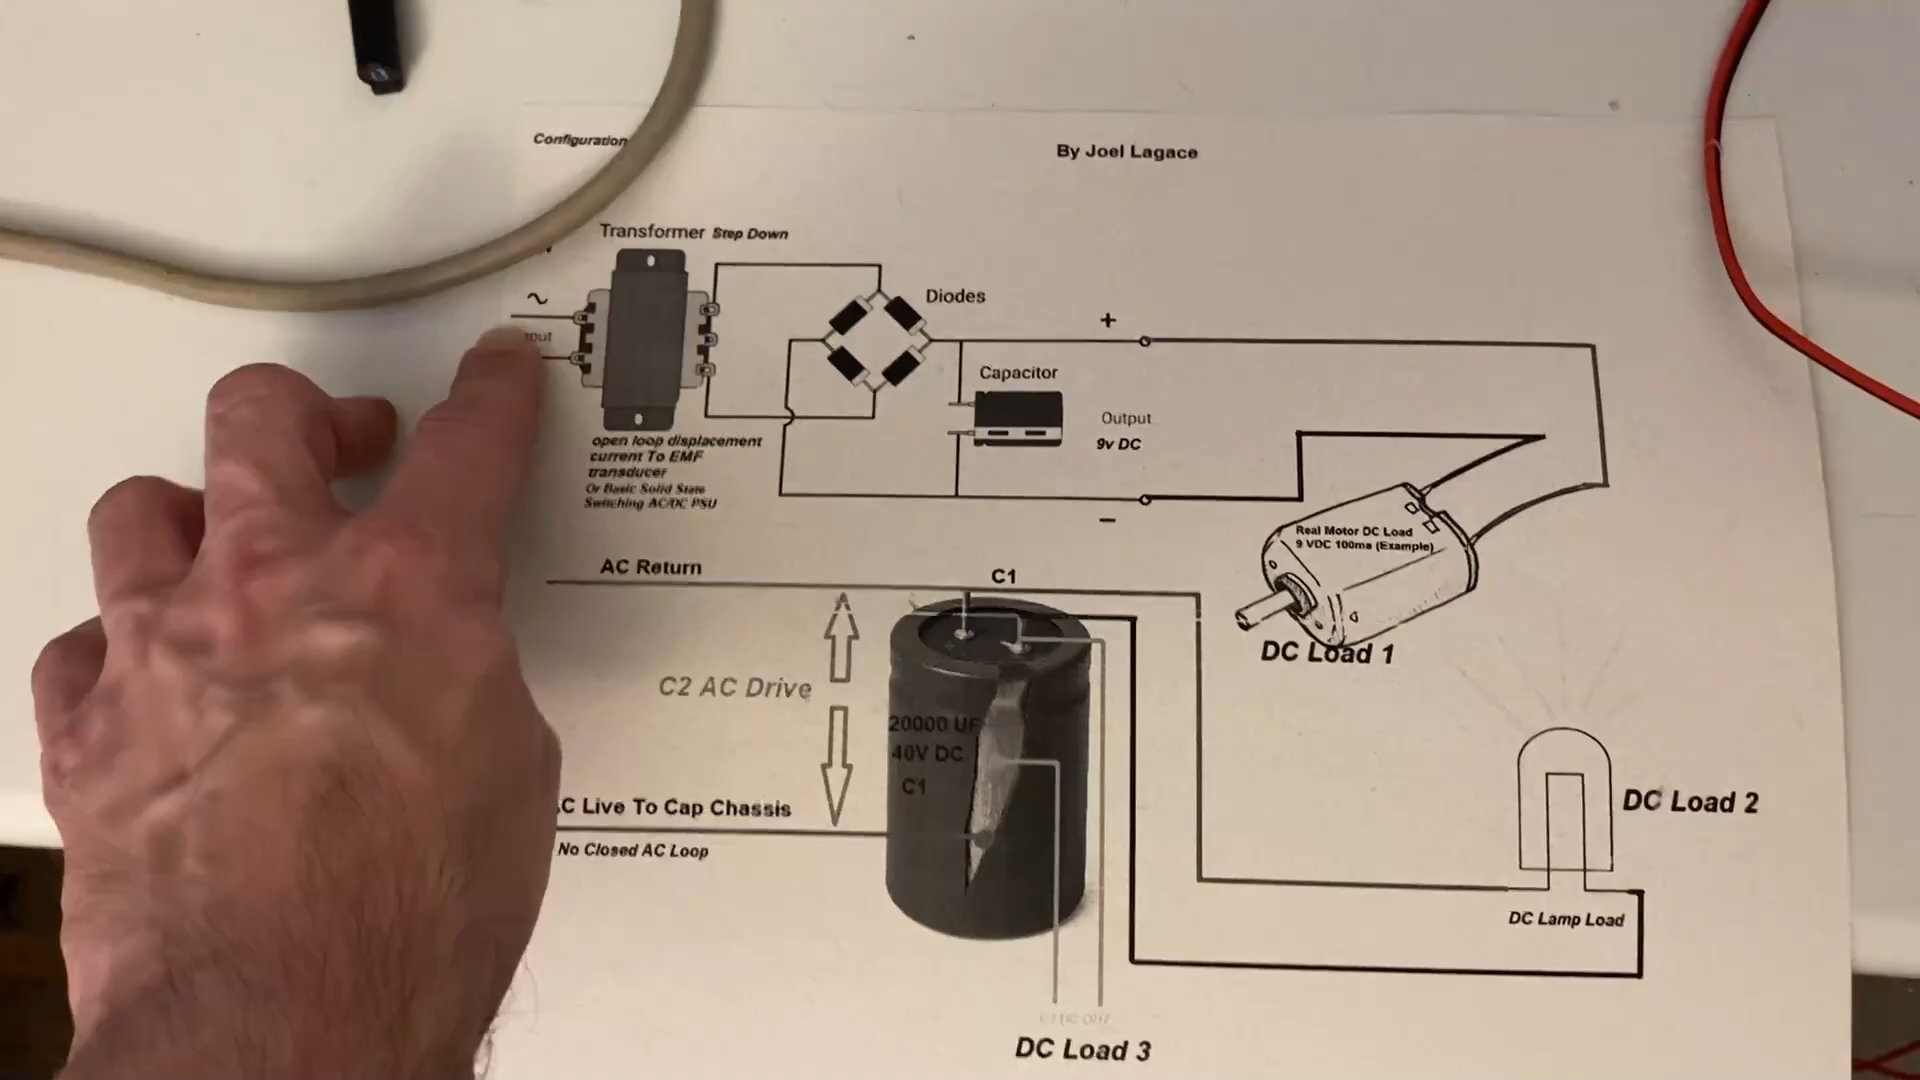 Configuration
By Joel Lagace
Transformer Step Down
Diodes
+
Capacitor
Output
9v DC
open loop displacement
current To EMF
transducer
Or Basic Solid State
Switching AC/DC PSU
−
Real Motor DC Load
9 VDC 100ma (Example)
AC Return
C1
DC Load 1
C2 AC Drive
20000 UF
40V DC
C1
Live To Cap Chassis
No Closed AC Loop
DC Load 2
DC Lamp Load
DC Load 3